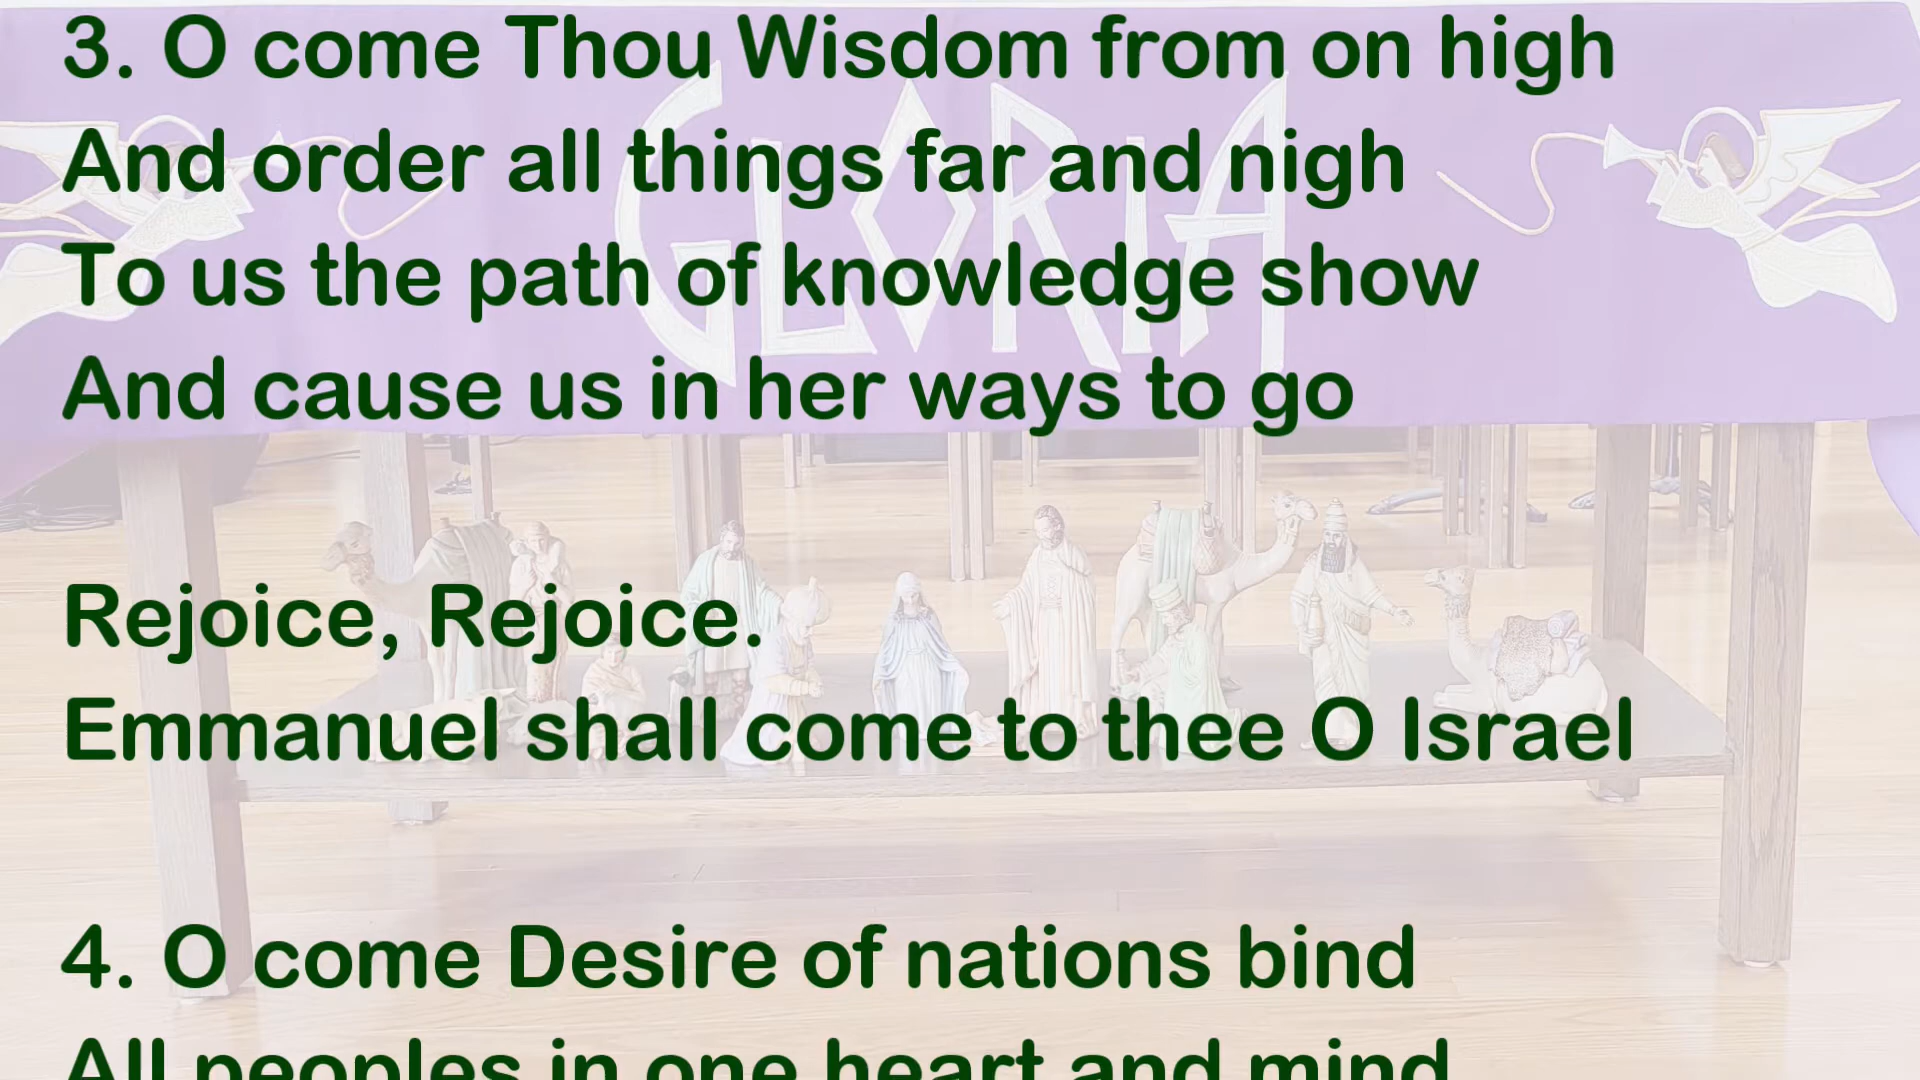 3. O come Thou Wisdom from on high
And order all things far and nigh
To us the path of knowledge show
And cause us in her ways to go
Rejoice, Rejoice.
Emmanuel shall come to thee O Israel
4. O come Desire of nations bind
All peoples in one heart and mind
GLORIA